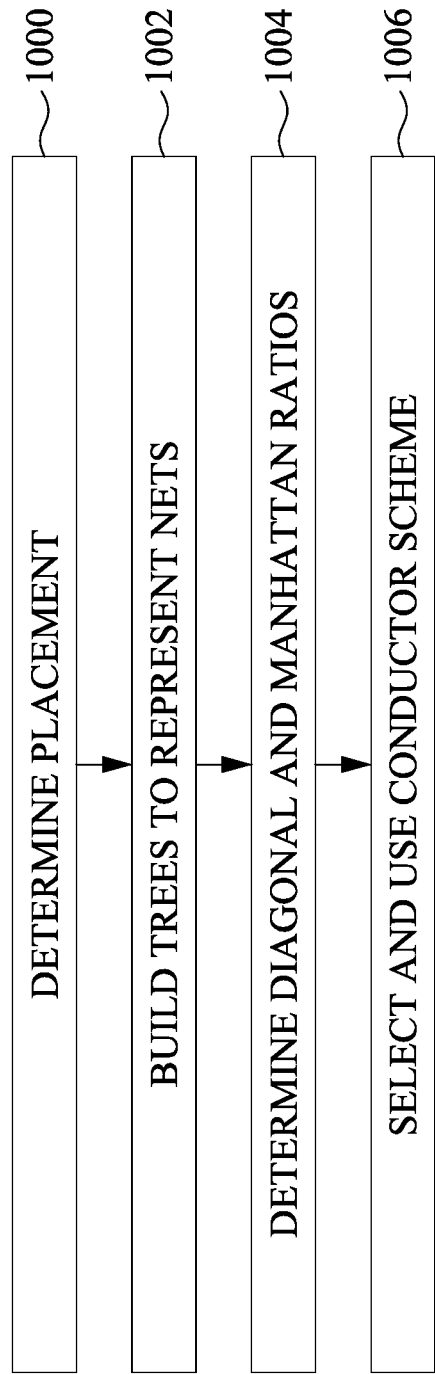 DETERMINE PLACEMENT 1000
BUILD TREES TO REPRESENT NETS 1002
DETERMINE DIAGONAL AND MANHATTAN RATIOS 1004
SELECT AND USE CONDUCTOR SCHEME 1006